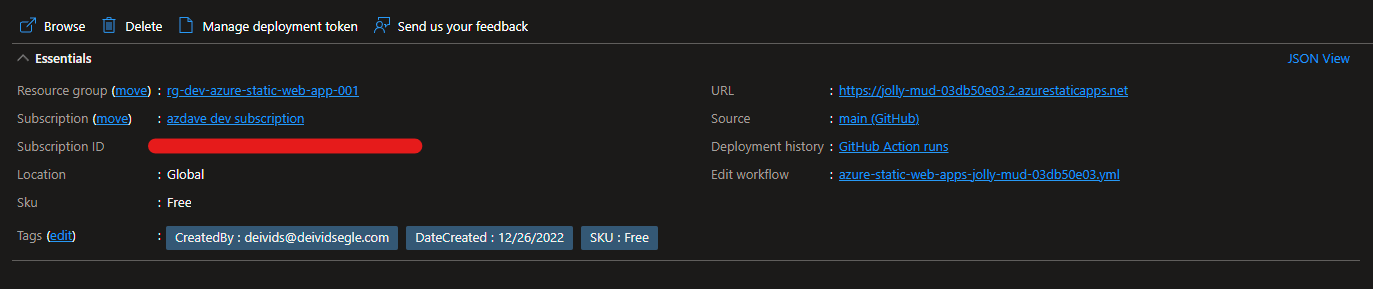 Browse Delete Manage deployment token Send us your feedback
Essentials JSON View
Resource group (move) : rg-dev-azure-static-web-app-001 URL : https://jolly-mud-03db50e03.2.azurestaticapps.net
Subscription (move) : azdave dev subscription Source : main (GitHub)
Subscription ID Deployment history : GitHub Action runs
Location : Global Edit workflow : azure-static-web-apps-jolly-mud-03db50e03.yml
Sku : Free
Tags (edit) : CreatedBy : deivids@deividsegle.com DateCreated : 12/26/2022 SKU : Free